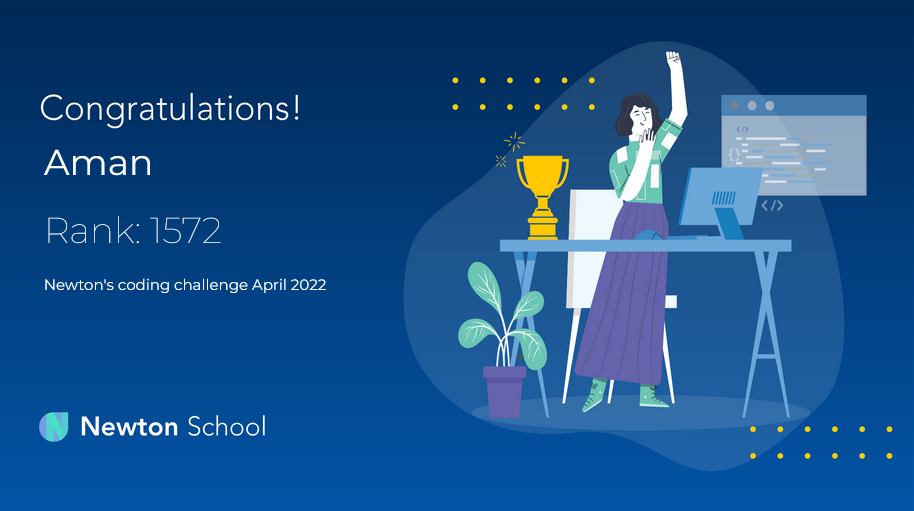 Congratulations!
Aman
Rank: 1572
Newton's coding challenge April 2022
Newton School
</>
{}
</>